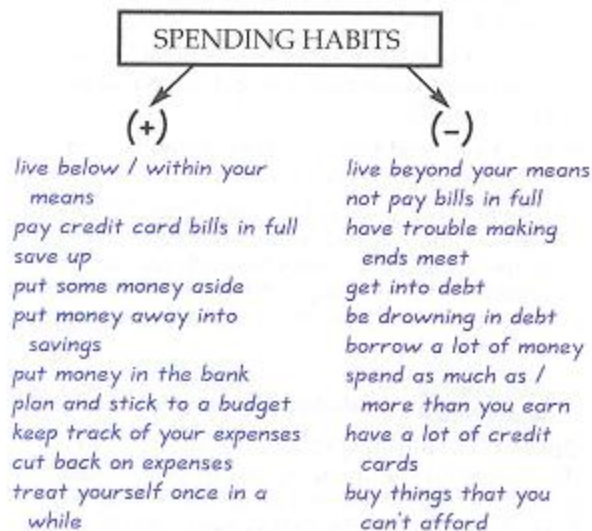 SPENDING HABITS
(+)
live below / within your
means
pay credit card bills in full
save up
put some money aside
put money away into
savings
put money in the bank
plan and stick to a budget
keep track of your expenses
cut back on expenses
treat yourself once in a
while
(-)
live beyond your means
not pay bills in full
have trouble making
ends meet
get into debt
be drowning in debt
borrow a lot of money
spend as much as /
more than you earn
have a lot of credit
cards
buy things that you
can't afford